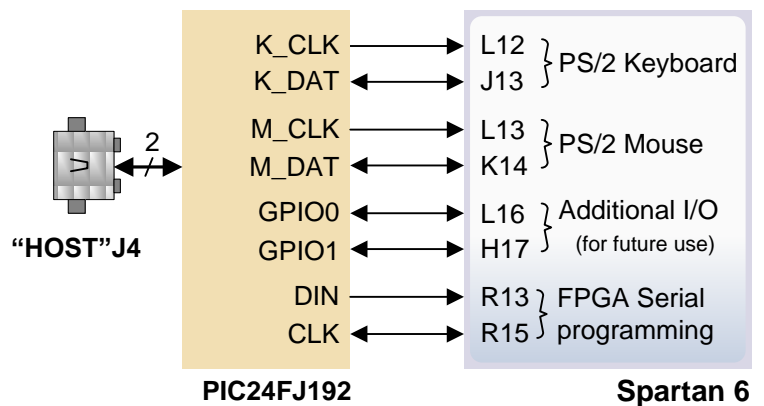 K_CLK L12 PS/2 Keyboard
K_DAT J13
M_CLK L13 PS/2 Mouse
2
M_DAT K14
GPIO0 L16 Additional I/O
“HOST”J4
GPIO1 H17 (for future use)
DIN R13 FPGA Serial
CLK R15 programming
PIC24FJ192 Spartan 6